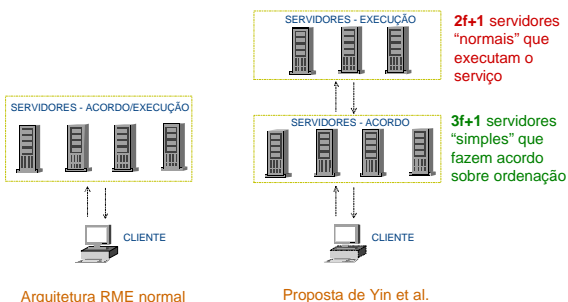 SERVIDORES - EXECUÇÃO
2f+1 servidores
“normais” que
executam o
serviço
SERVIDORES - ACORDO/EXECUÇÃO
SERVIDORES - ACORDO
3f+1 servidores
“simples” que
fazem acordo
sobre ordenação
CLIENTE
CLIENTE
Arquitetura RME normal
Proposta de Yin et al.